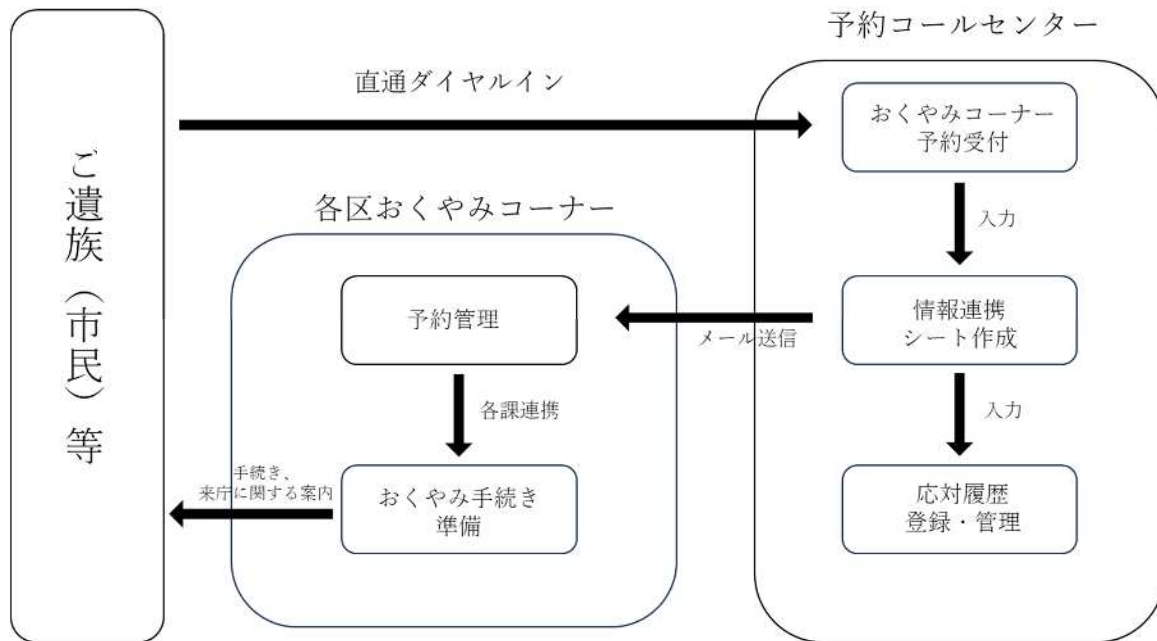 予約コールセンター
直通ダイヤルイン
おくやみコーナー
予約受付
ご遺族（市民）等
各区おくやみコーナー
入力
予約管理
メール送信
情報連携
シート作成
各課連携
入力
手続き、
来庁に関する案内
おくやみ手続き
準備
応対履歴
登録・管理